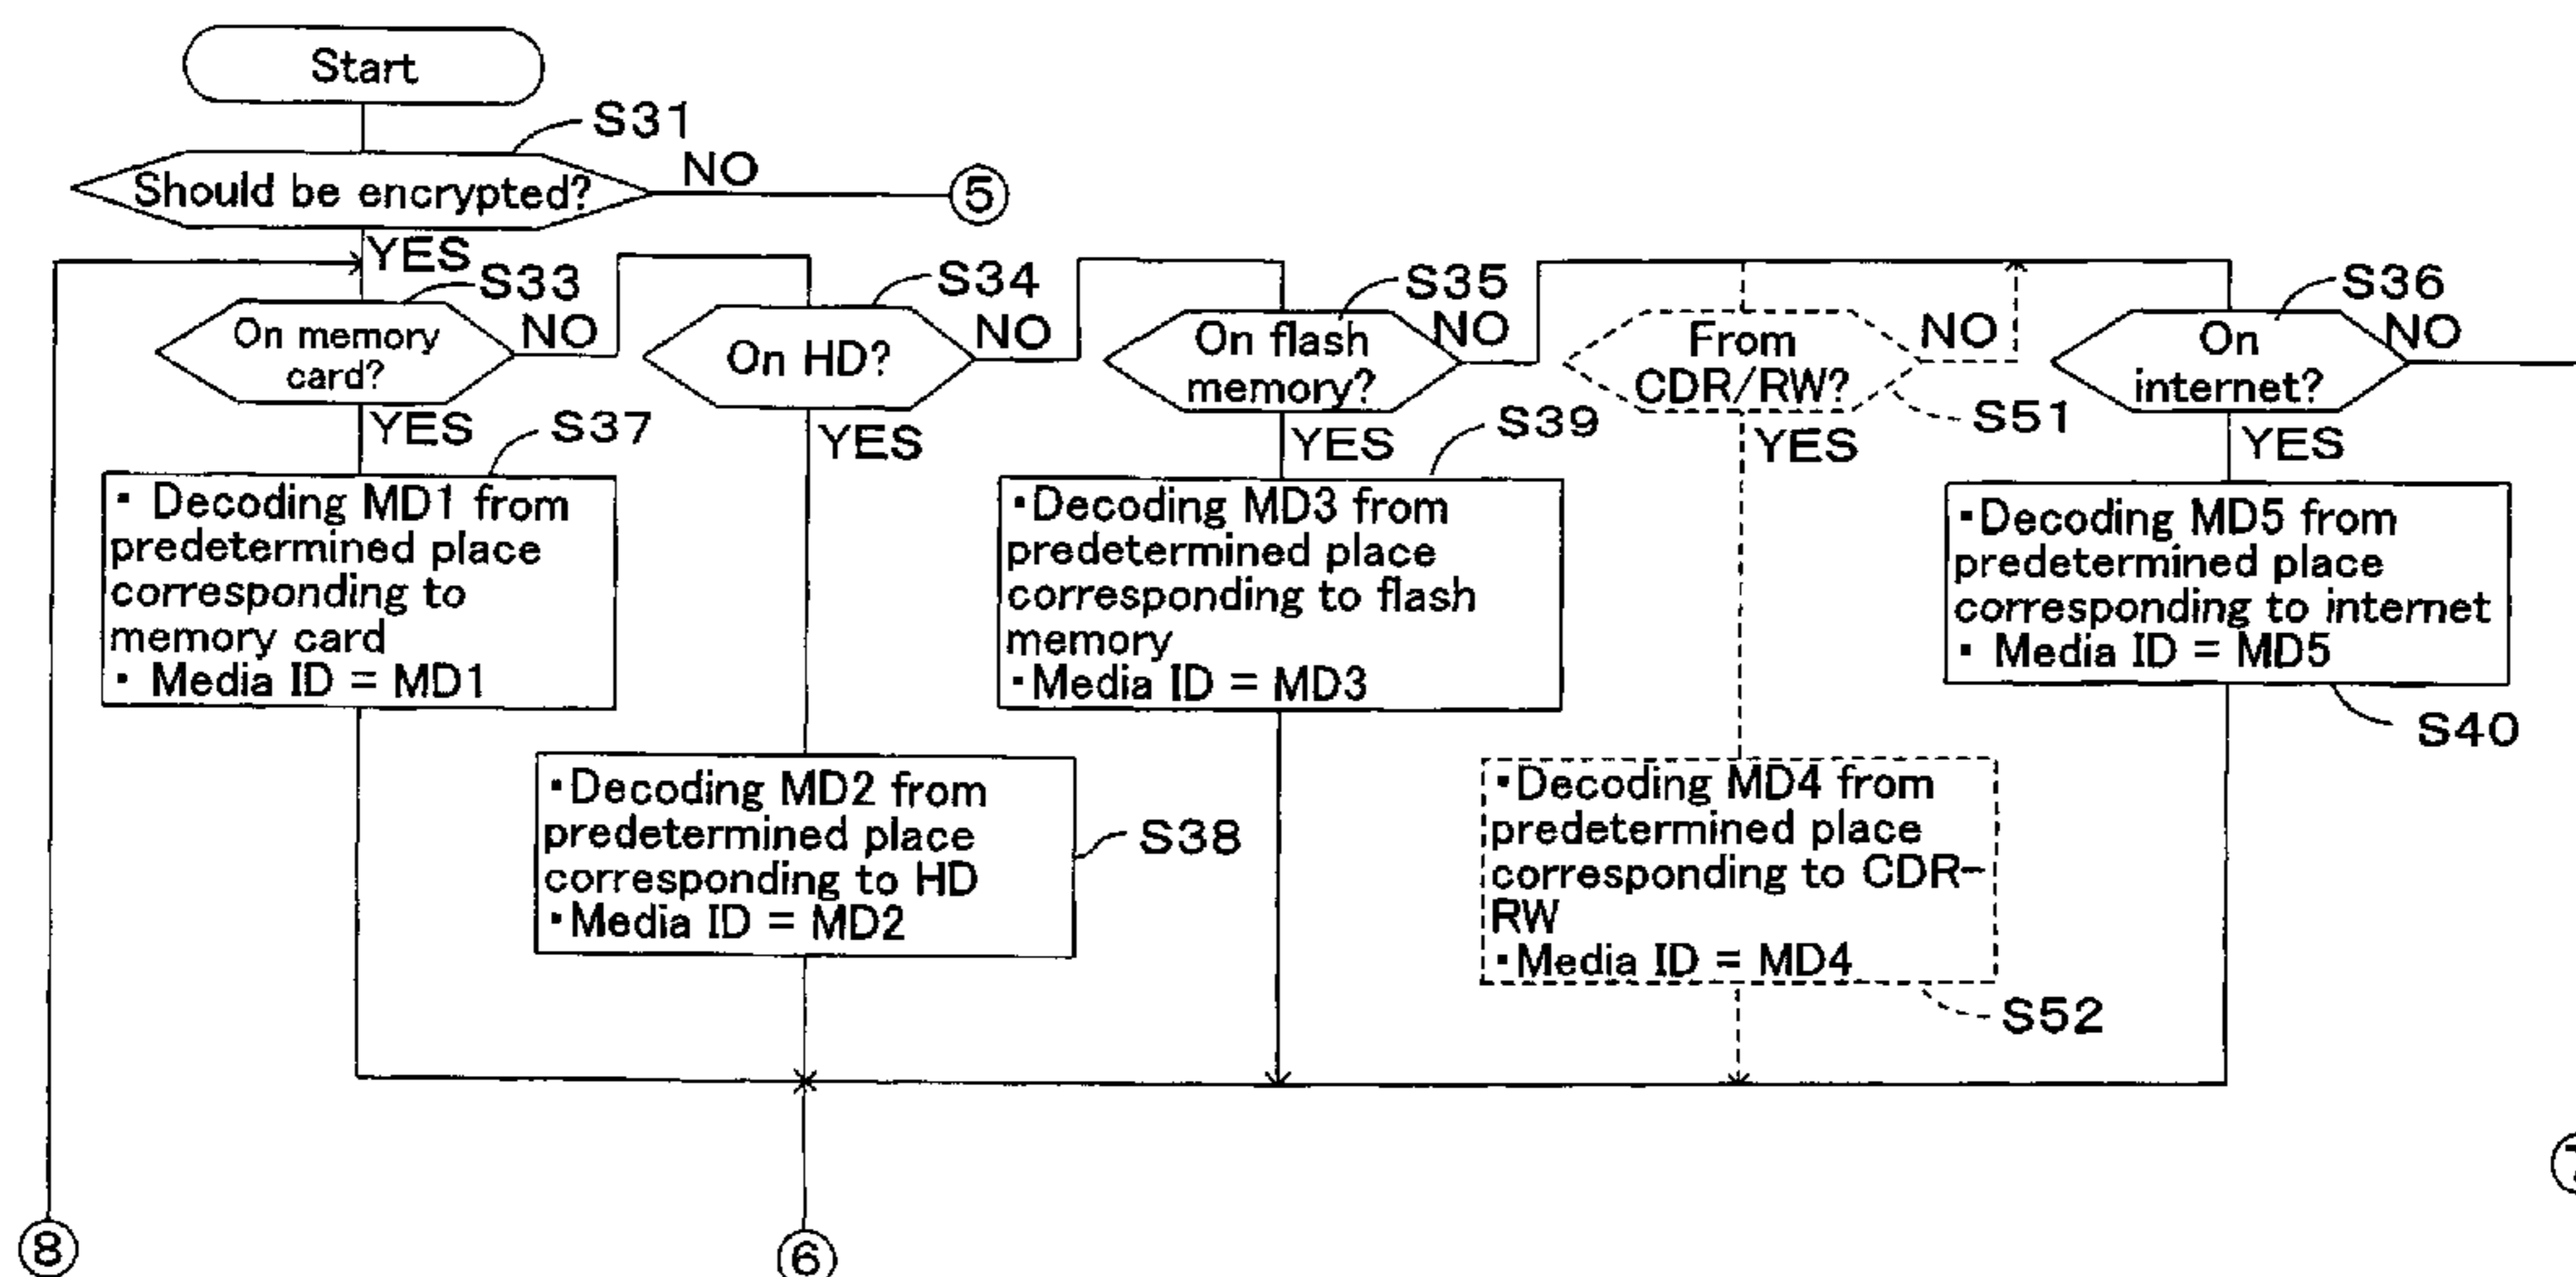 Start
S31
Should be encrypted?
NO
⑤
YES
S33
On memory
card?
NO
YES
S34
On HD?
NO
YES
S35
On flash
memory?
NO
YES
From
CDR/RW?
NO
S51
YES
S36
On
internet?
NO
YES
S37
▪ Decoding MD1 from
predetermined place
corresponding to
memory card
▪ Media ID = MD1
S39
▪Decoding MD3 from
predetermined place
corresponding to flash
memory
▪Media ID = MD3
▪Decoding MD5 from
predetermined place
corresponding to internet
▪ Media ID = MD5
S40
▪Decoding MD2 from
predetermined place
corresponding to HD
▪Media ID = MD2
S38
▪Decoding MD4 from
predetermined place
corresponding to CDR-
RW
▪Media ID = MD4
S52
⑧
⑥